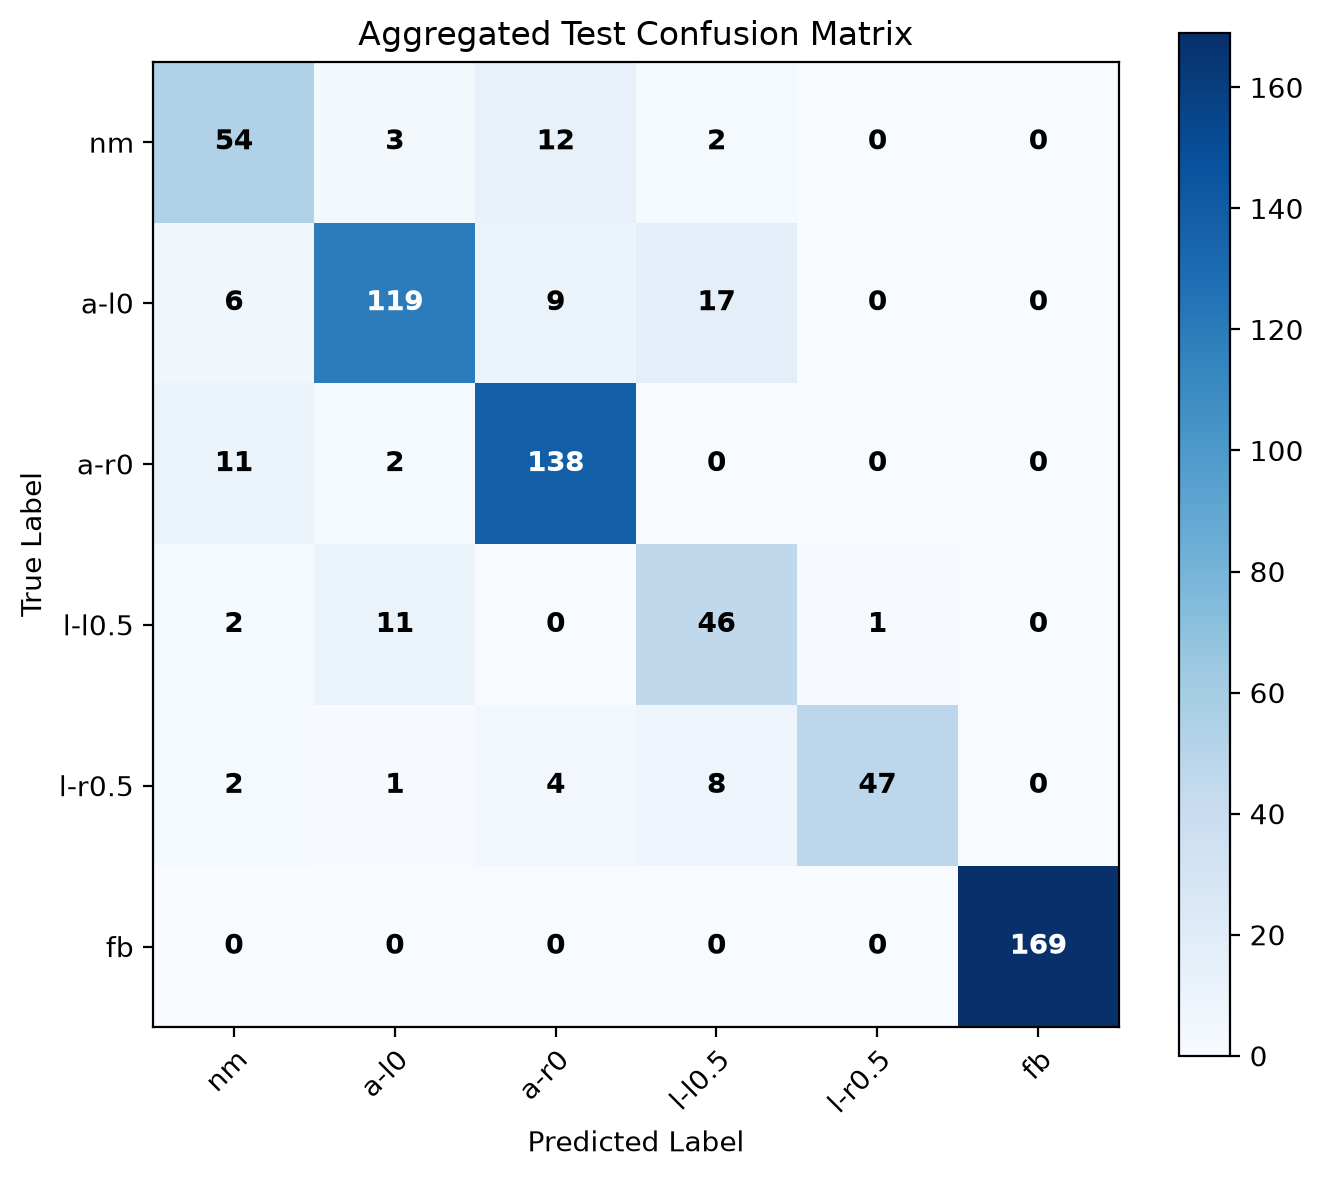 Aggregated Test Confusion Matrix
True Label
nm 54 3 12 2 0 0
a-l0 6 119 9 17 0 0
a-r0 11 2 138 0 0 0
l-l0.5 2 11 0 46 1 0
l-r0.5 2 1 4 8 47 0
fb 0 0 0 0 0 169
nm a-l0 a-r0 l-l0.5 l-r0.5 fb
Predicted Label
160
140
120
100
80
60
40
20
0